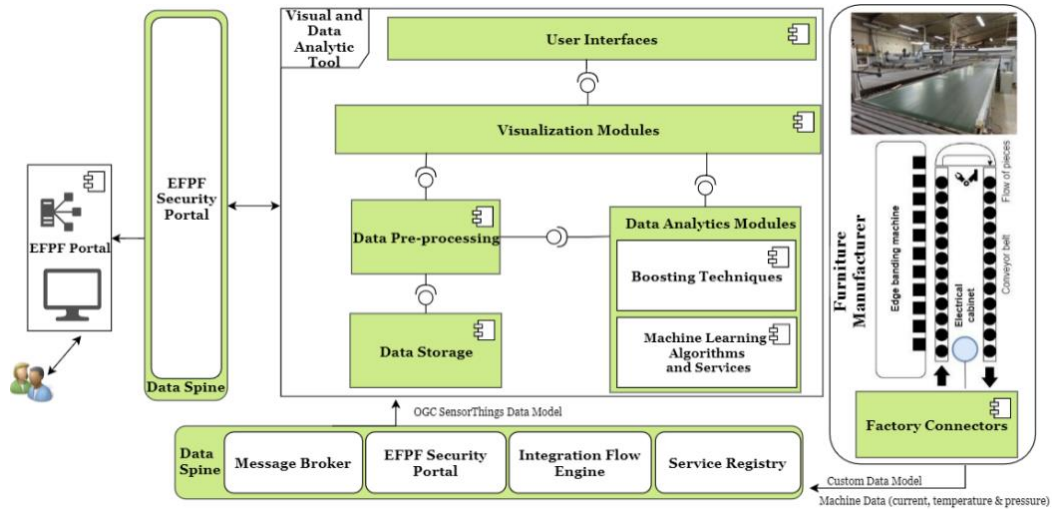 Visual and
Data
Analytic
Tool
User Interfaces
Visualization Modules
EFPF
Security
Portal
Data Spine
EFPF Portal
Data Pre-processing
Data Storage
Data Analytics Modules
Boosting Techniques
Machine Learning
Algorithms
and Services
OGC SensorThings Data Model
Data
Spine
Message Broker
EFPF Security
Portal
Integration Flow
Engine
Service Registry
Furniture
Manufacturer
Edge banding machine
Electrical
cabinet
Conveyor belt
Flow of pieces
Factory Connectors
Custom Data Model
Machine Data (current, temperature & pressure)